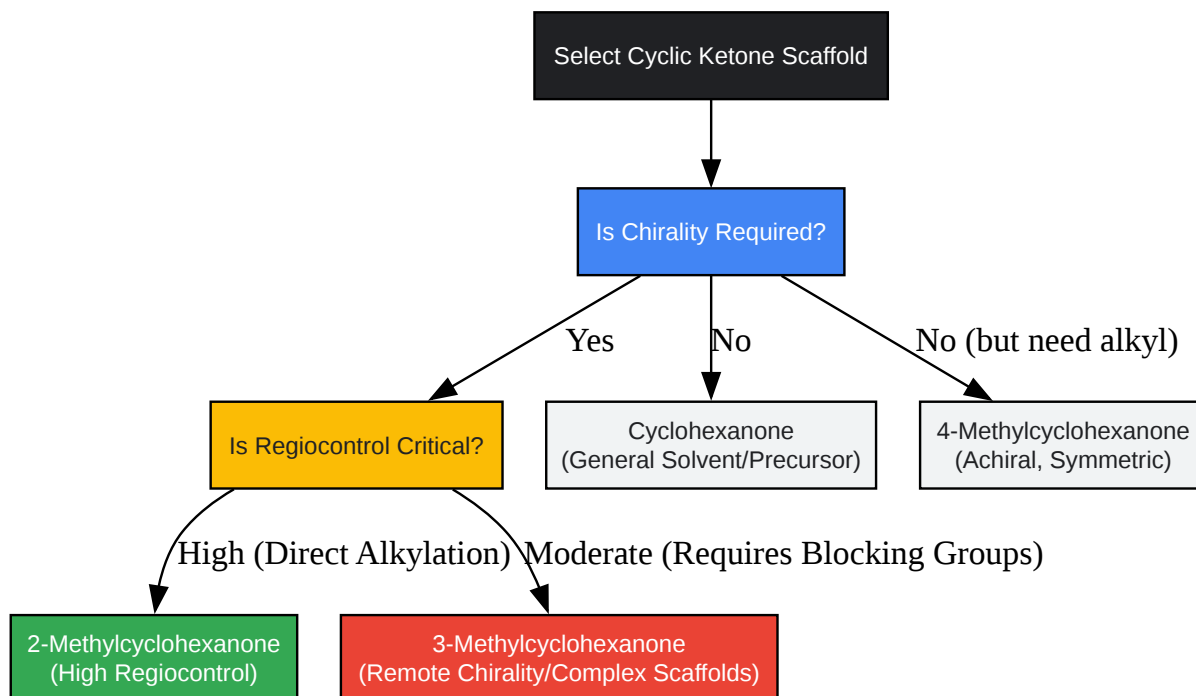 Select Cyclic Ketone Scaffold
Is Chirality Required?
Yes
No
No (but need alkyl)
Is Regiocontrol Critical?
Cyclohexanone
(General Solvent/Precursor)
4-Methylcyclohexanone
(Achiral, Symmetric)
High (Direct Alkylation)
Moderate (Requires Blocking Groups)
2-Methylcyclohexanone
(High Regiocontrol)
3-Methylcyclohexanone
(Remote Chirality/Complex Scaffolds)